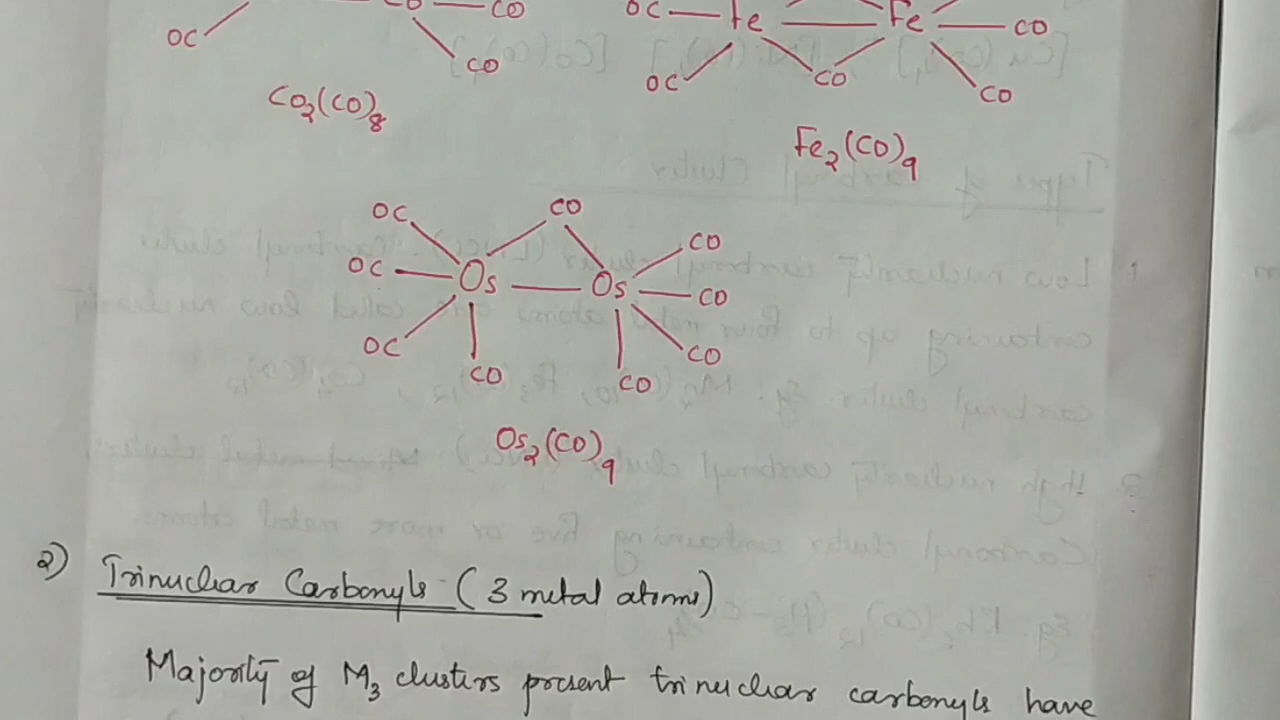 CO CO OC Fe Fe CO
OC CO OC CO CO
Co2(CO)8
Fe2(CO)9
OC CO CO
OC Os Os CO
OC CO CO CO
Os2(CO)9
2) Trinuclear Carbonyls (3 metal atoms)
Majority of M3 clusters present trinuclear carbonyls have